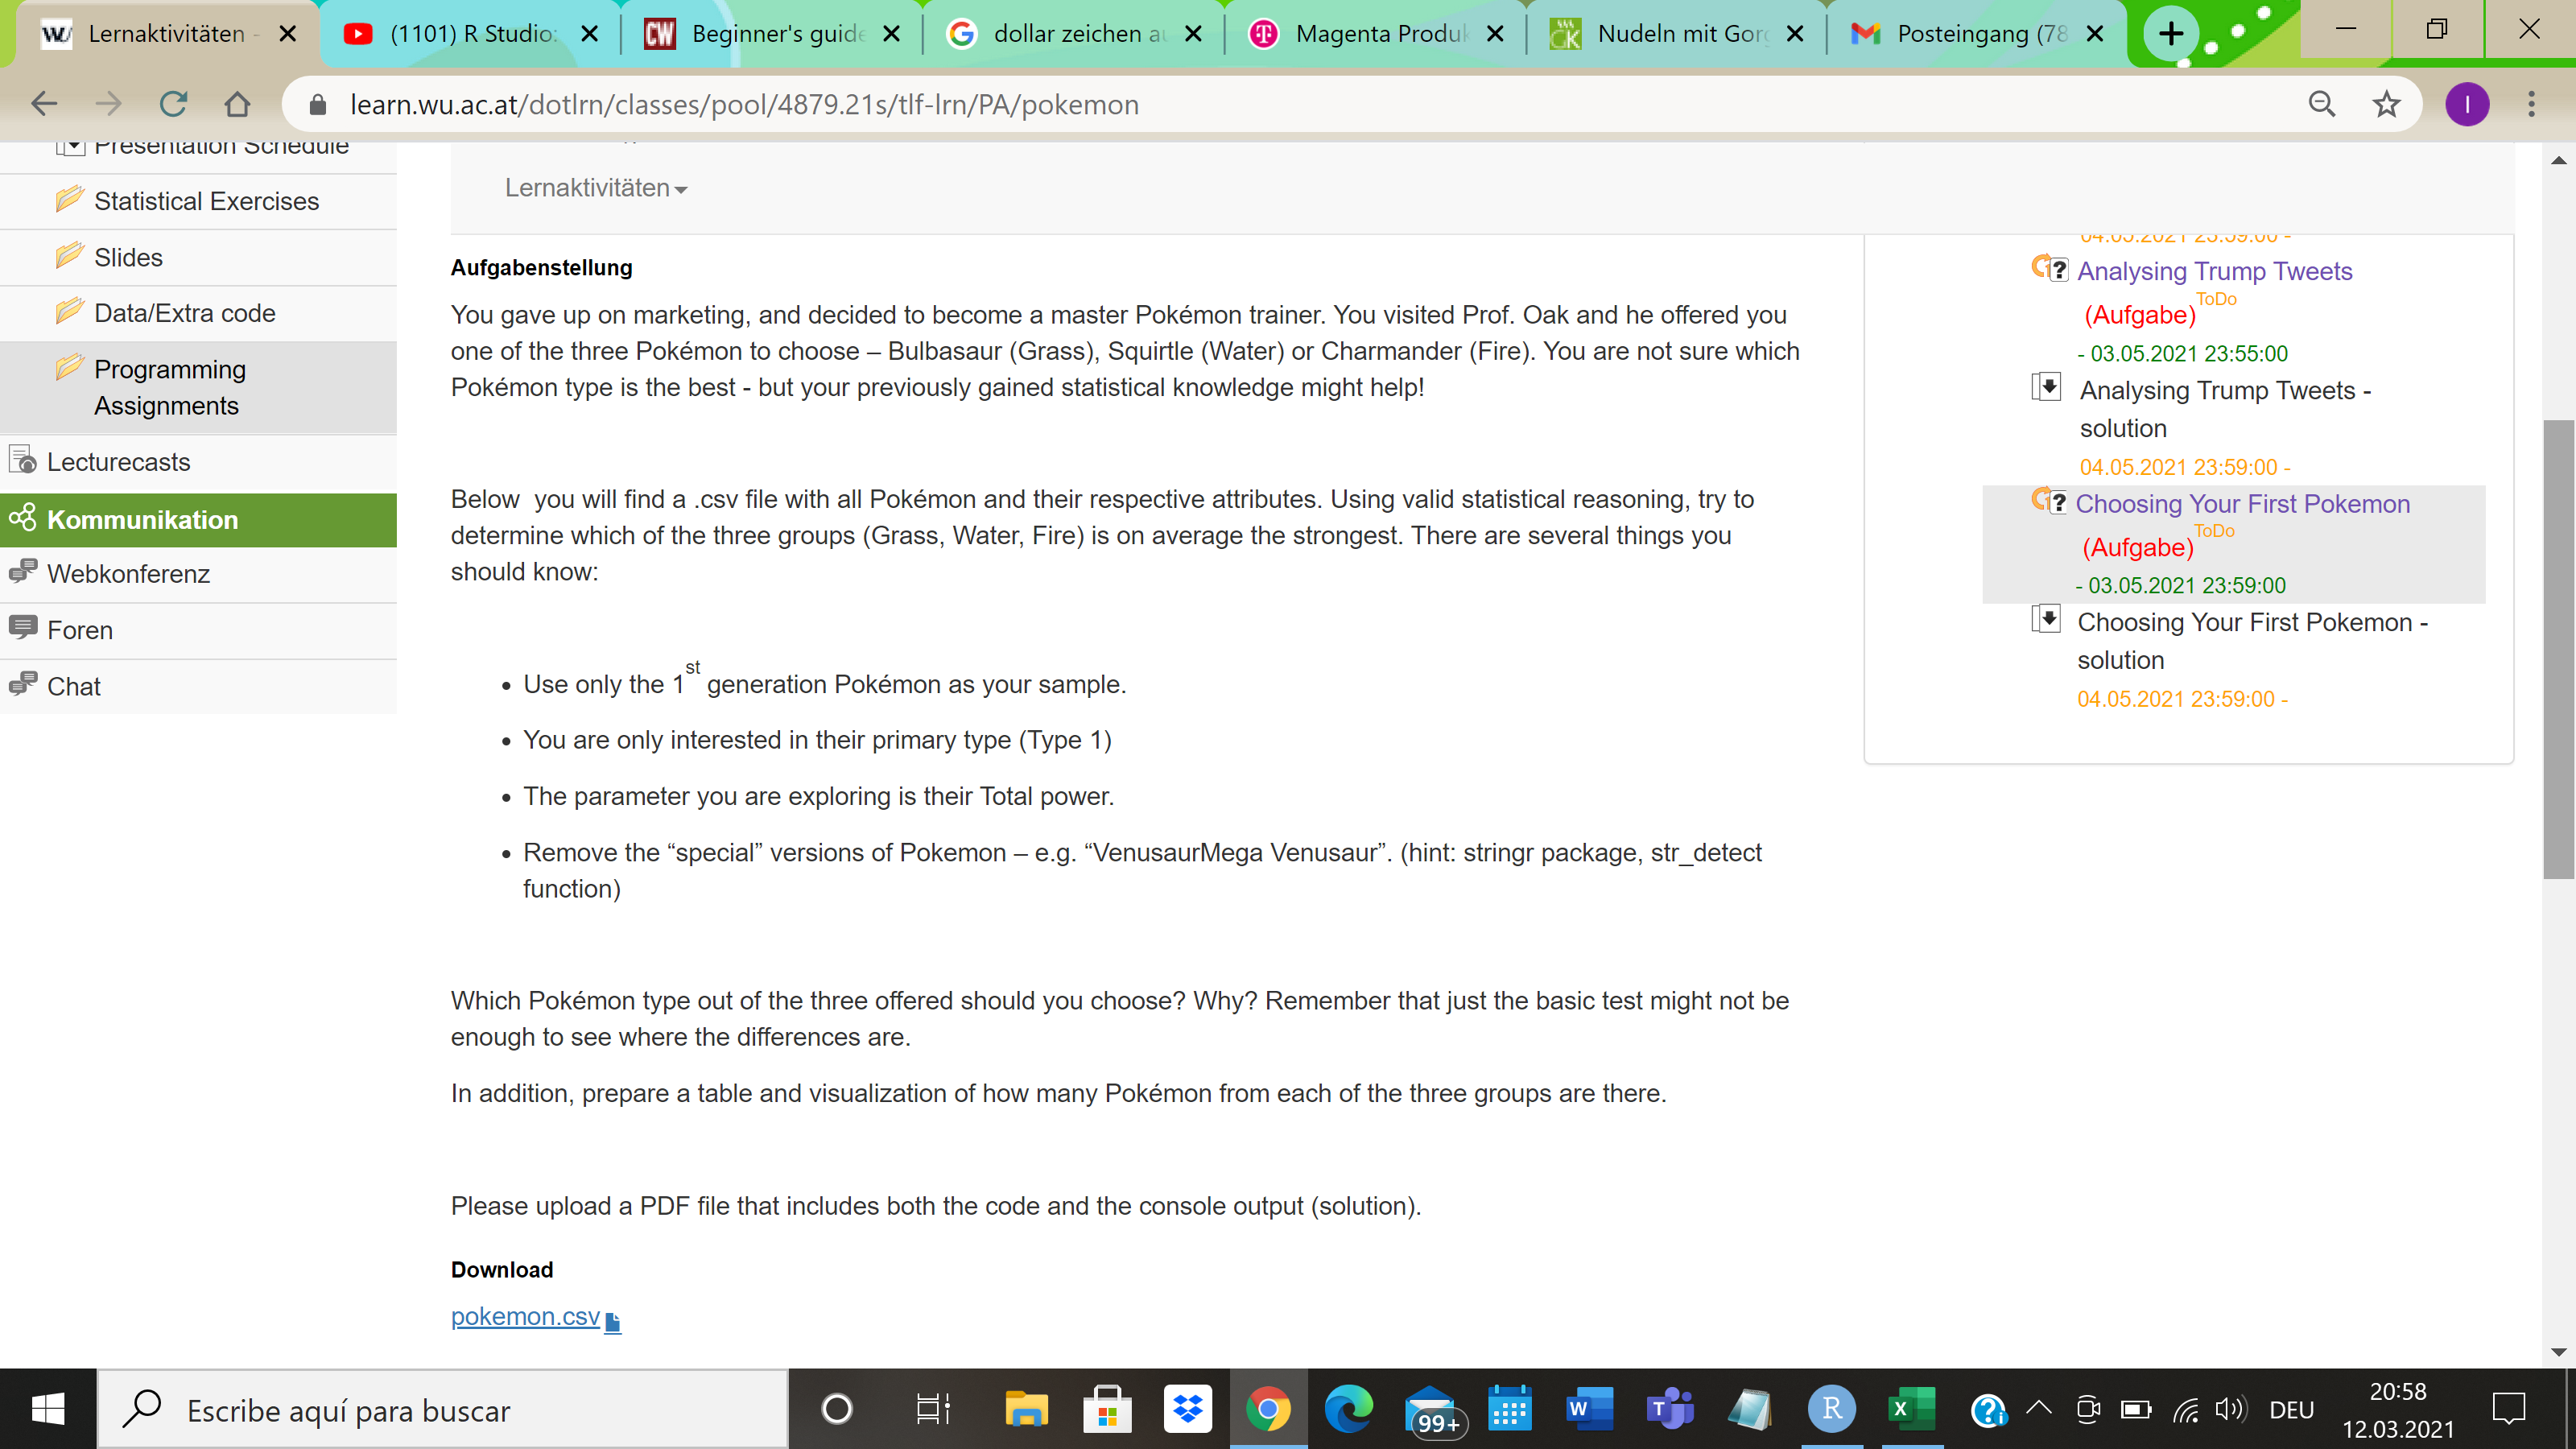 Lernaktivitäten -
(1101) R Studio:
Beginner's guide
dollar zeichen au
Magenta Produk
Nudeln mit Gorg
Posteingang (78
learn.wu.ac.at/dotlrn/classes/pool/4879.21s/tlf-lrn/PA/pokemon
I
Presentation Schedule
Statistical Exercises
Slides
Data/Extra code
Programming
Assignments
Lecturecasts
Kommunikation
Webkonferenz
Foren
Chat
Lernaktivitäten
Aufgabenstellung
You gave up on marketing, and decided to become a master Pokémon trainer. You visited Prof. Oak and he offered you
one of the three Pokémon to choose – Bulbasaur (Grass), Squirtle (Water) or Charmander (Fire). You are not sure which
Pokémon type is the best - but your previously gained statistical knowledge might help!
Below  you will find a .csv file with all Pokémon and their respective attributes. Using valid statistical reasoning, try to
determine which of the three groups (Grass, Water, Fire) is on average the strongest. There are several things you
should know:
• Use only the 1st generation Pokémon as your sample.
• You are only interested in their primary type (Type 1)
• The parameter you are exploring is their Total power.
• Remove the “special” versions of Pokemon – e.g. “VenusaurMega Venusaur”. (hint: stringr package, str_detect
function)
Which Pokémon type out of the three offered should you choose? Why? Remember that just the basic test might not be
enough to see where the differences are.
In addition, prepare a table and visualization of how many Pokémon from each of the three groups are there.
Please upload a PDF file that includes both the code and the console output (solution).
Download
pokemon.csv
04.05.2021 23:59:00 -
Analysing Trump Tweets
(Aufgabe) ToDo
- 03.05.2021 23:55:00
Analysing Trump Tweets -
solution
04.05.2021 23:59:00 -
Choosing Your First Pokemon
(Aufgabe) ToDo
- 03.05.2021 23:59:00
Choosing Your First Pokemon -
solution
04.05.2021 23:59:00 -
Escribe aquí para buscar
99+
DEU
20:58
12.03.2021